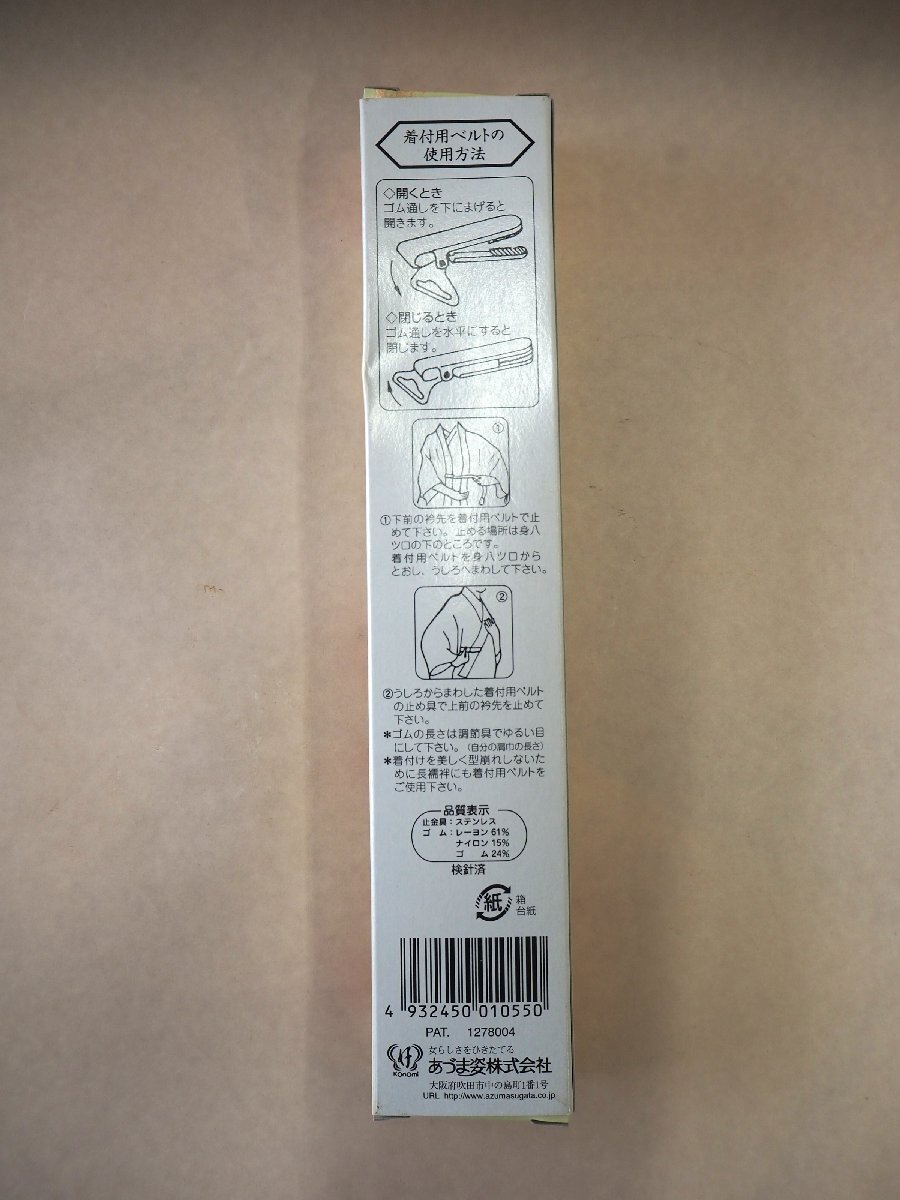 着付用ベルトの
使用方法
◇開くとき
ゴム通しを下にまげると
開きます。
◇閉じるとき
ゴム通しを水平にすると
閉じます。
①
①下前の衿先を着付用ベルトで止
めて下さい。止める場所は身八
ツ口の下のところです。
着付用ベルトを身八ツ口から
とおし、うしろへまわして下さい。
②
②うしろからまわした着付用ベルト
の止め具で上前の衿先を止めて
下さい。
＊ゴムの長さは調節具でゆるい目
にして下さい。(自分の肩巾の長さ)
＊着付けを美しく型崩れしないた
めに長襦袢にも着付用ベルトを
ご使用下さい。
品質表示
止金具：ステンレス
ゴム：レーヨン 61%
ナイロン 15%
ゴム 24%
検針済
紙 箱
台紙
4 932450 010550
PAT. 1278004
Konomi 女らしさをひきたてる
あづま姿株式会社
大阪府吹田市中の島町1番1号
URL http://www.azumasugata.co.jp